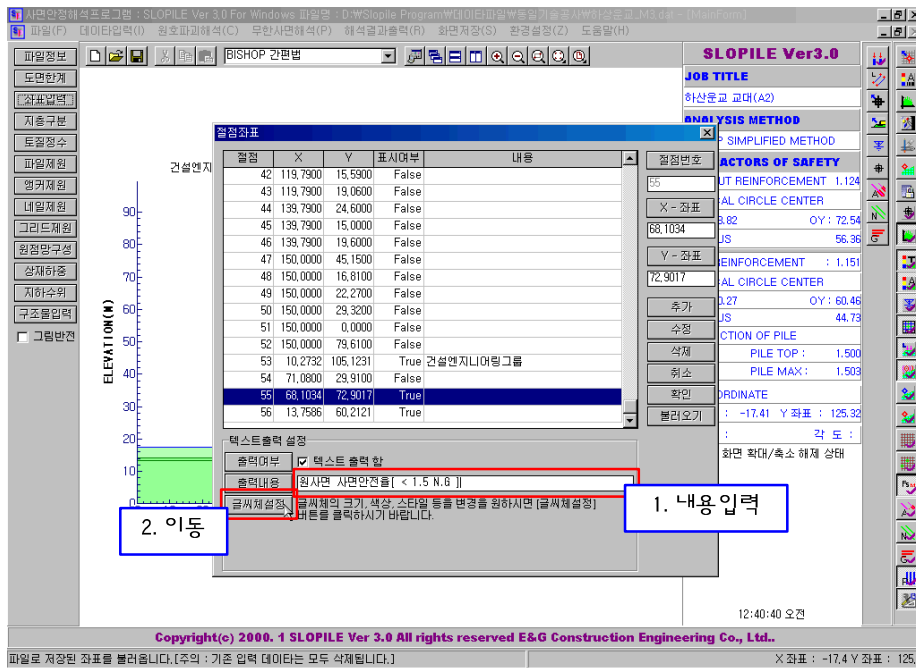 사면안정해석프로그램 : SLOPILE Ver 3,0 For Windows 파일명 : D:\Slopile Program\데이타파일\동일기술공사\하산운교_M3.dat - [Main]
파일(F) 데이타입력(I) 원호파괴해석(C) 무한사면해석(P) 해석결과출력(R) 화면저장(S) 환경설정(Z) 도움말(H)
BISHOP 간편법
파일정보
도면한계
좌표입력
지층구분
토질정수
파일제원
앵커제원
네일제원
그리드제원
원점망구성
상재하중
지하수위
구조물입력
그림반전
건설엔지
ELEVATION(M)
90
80
70
60
50
40
30
20
10
0
절점좌표
절점 X Y 표시여부 내용
42 119,7900 15,5900 False
43 119,7900 19,0600 False
44 139,7900 24,6000 False
45 139,7900 15,0000 False
46 139,7900 19,6000 False
47 150,0000 45,1500 False
48 150,0000 16,8100 False
49 150,0000 22,2700 False
50 150,0000 29,3200 False
51 150,0000 0,0000 False
52 150,0000 79,6100 False
53 10,2732 105,1231 True 건설엔지니어링그룹
54 71,0800 29,9100 False
55 68,1034 72,9017 True
56 13,7586 60,2121 True
절점번호
55
X - 좌표
68,1034
Y - 좌표
72,9017
추가
수정
삭제
취소
확인
불러오기
텍스트출력 설정
출력여부 텍스트 출력 함
출력내용 원사면 사면안전율[ < 1.5 N.G ]
글씨체설정 글씨체의 크기, 색상, 스타일 등을 변경을 원하시면 [글씨체설정]
버튼를 클릭하시기 바랍니다.
1. 내용입력
2. 이동
SLOPILE Ver3.0
JOB TITLE
하산운교 교대(A2)
ANALYSIS METHOD
P SIMPLIFIED METHOD
ACTORS OF SAFETY
UT REINFORCEMENT 1.124
AL CIRCLE CENTER
3.82 OY : 72.54
US 56.36
REINFORCEMENT : 1.151
AL CIRCLE CENTER
0.27 OY : 60.46
US 44.73
CTION OF PILE
PILE TOP : 1.500
PILE MAX : 1.503
ORDINATE
: -17.41 Y 좌표 : 125.32
: 각 도 :
화면 확대/축소 해제 상태
12:40:40 오전
Copyright(c) 2000. 1 SLOPILE Ver 3.0 All rights reserved E&G Construction Engineering Co., Ltd..
파일로 저장된 좌표를 불러옵니다.[주의 : 기존 입력 데이타는 모두 삭제됩니다.]
X 좌표 : -17,4 Y 좌표 : 125,